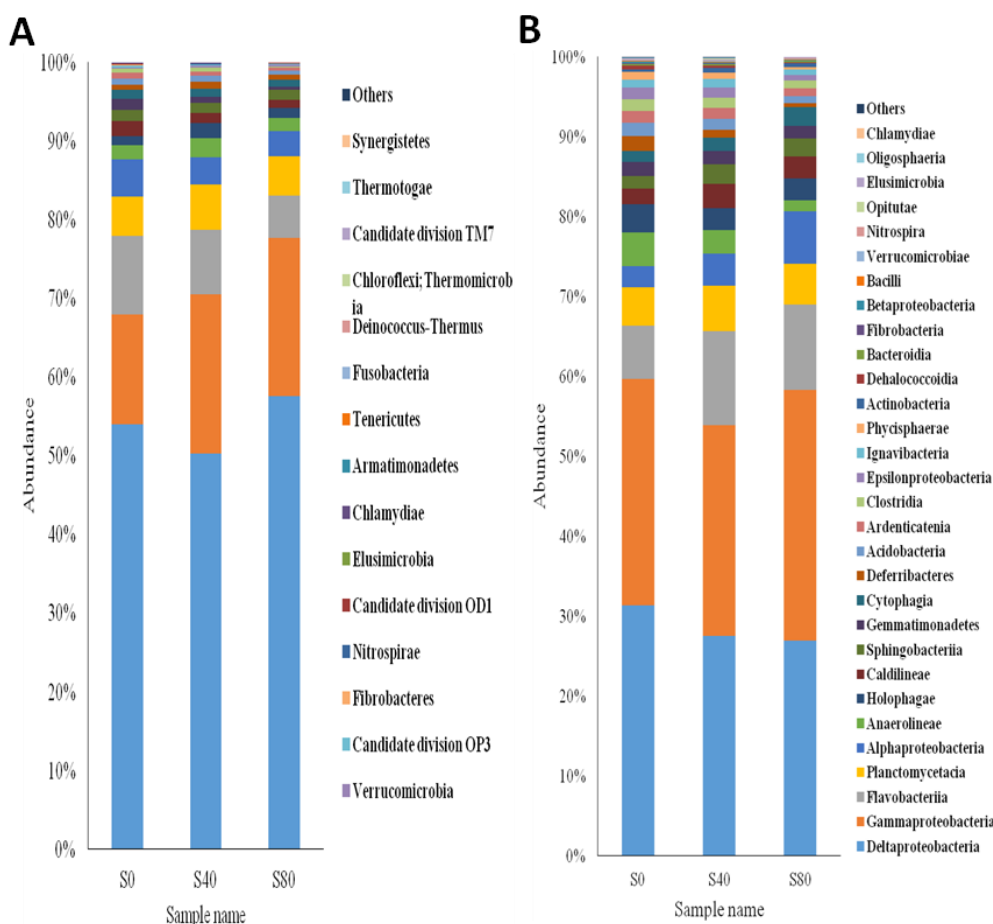 A
100%
90%
80%
70%
60%
50%
40%
30%
20%
10%
0%
Abundance
S0
S40
S80
Sample name
Others
Synergistetes
Thermotogae
Candidate division TM7
Chloroflexi; Thermomicrob
ia
Deinococcus-Thermus
Fusobacteria
Tenericutes
Armatimonadetes
Chlamydiae
Elusimicrobia
Candidate division OD1
Nitrospirae
Fibrobacteres
Candidate division OP3
Verrucomicrobia
B
100%
90%
80%
70%
60%
50%
40%
30%
20%
10%
0%
Abundance
S0
S40
S80
Sample name
Others
Chlamydiae
Oligosphaeria
Elusimicrobia
Opitutae
Nitrospira
Verrucomicrobiae
Bacilli
Betaproteobacteria
Fibrobacteria
Bacteroidia
Dehalococcoidia
Actinobacteria
Phycisphaerae
Ignavibacteria
Epsilonproteobacteria
Clostridia
Ardenticatenia
Acidobacteria
Deferribacteres
Cytophagia
Gemmatimonadetes
Sphingobacteriia
Caldilineae
Holophagae
Anaerolineae
Alphaproteobacteria
Planctomycetacia
Flavobacteriia
Gammaproteobacteria
Deltaproteobacteria